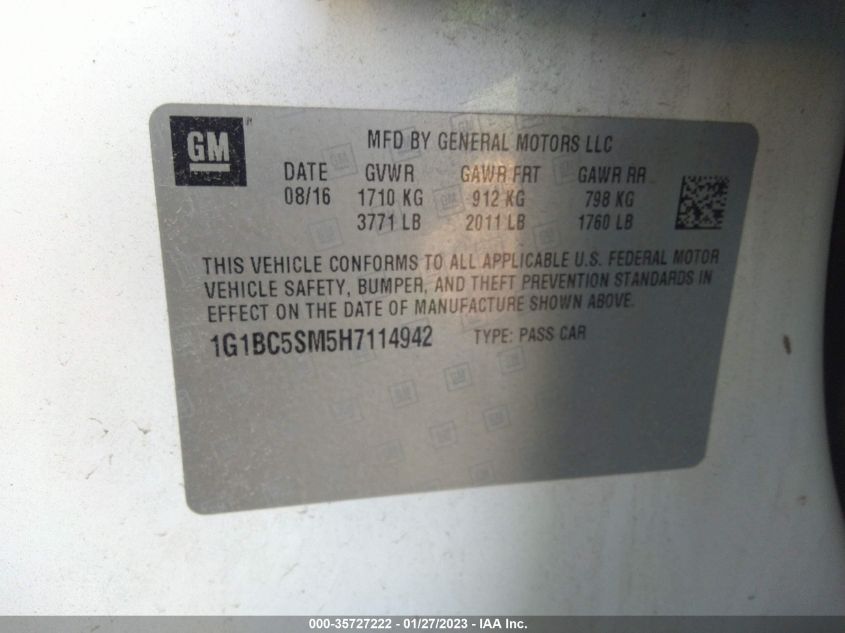 GM
MFD BY GENERAL MOTORS LLC
DATE GVWR GAWR FRT GAWR RR
08/16 1710 KG 912 KG 798 KG
3771 LB 2011 LB 1760 LB
THIS VEHICLE CONFORMS TO ALL APPLICABLE U.S. FEDERAL MOTOR
VEHICLE SAFETY, BUMPER, AND THEFT PREVENTION STANDARDS IN
EFFECT ON THE DATE OF MANUFACTURE SHOWN ABOVE.
1G1BC5SM5H7114942 TYPE: PASS CAR
000-35727222 - 01/27/2023 - IAA Inc.